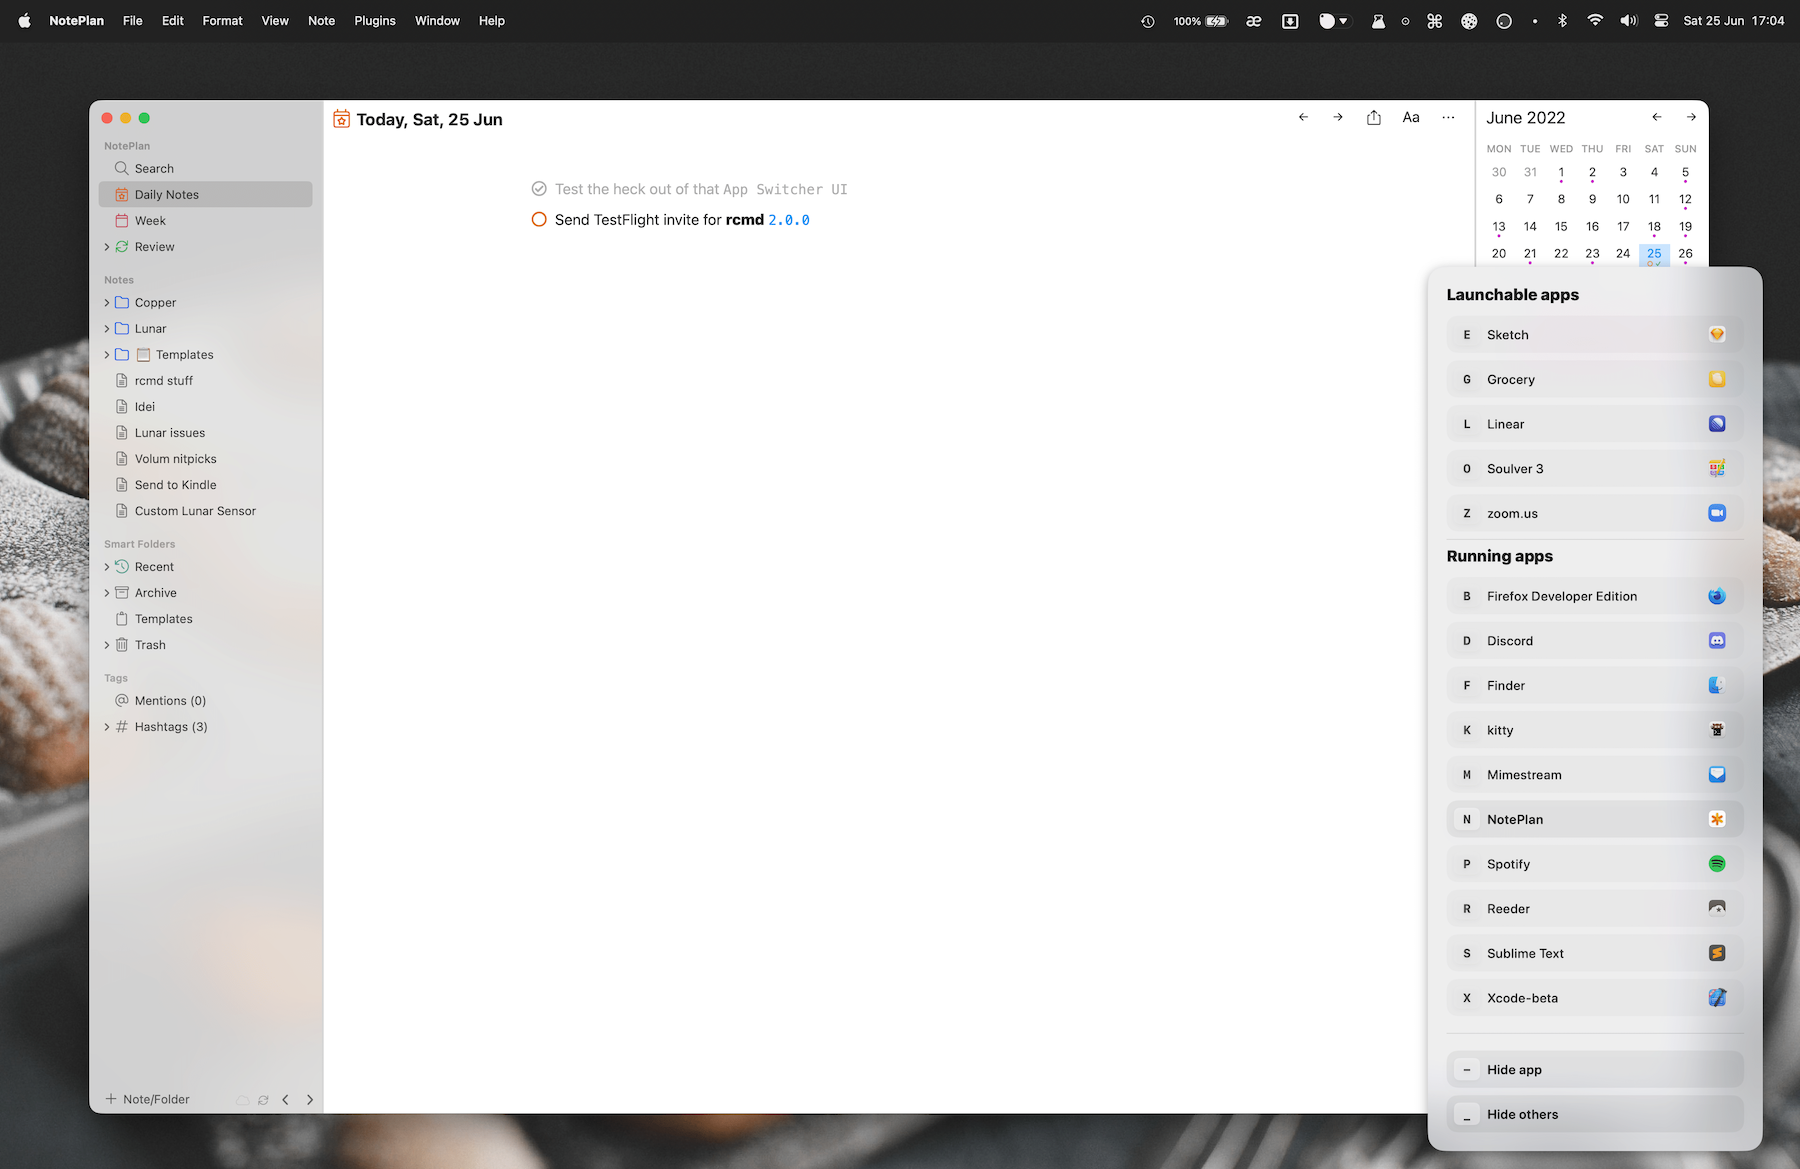 NotePlan File Edit Format View Note Plugins Window Help 100% æ Sat 25 Jun 17:04
NotePlan
Search
Daily Notes
Week
Review
Notes
Copper
Lunar
Templates
rcmd stuff
Idei
Lunar issues
Volum nitpicks
Send to Kindle
Custom Lunar Sensor
Smart Folders
Recent
Archive
Templates
Trash
Tags
@ Mentions (0)
# Hashtags (3)
+ Note/Folder
Today, Sat, 25 Jun
Aa ···
Test the heck out of that App Switcher UI
Send TestFlight invite for rcmd 2.0.0
June 2022
MON TUE WED THU FRI SAT SUN
30 31 1 2 3 4 5
6 7 8 9 10 11 12
13 14 15 16 17 18 19
20 21 22 23 24 25 26
Launchable apps
E Sketch
G Grocery
L Linear
O Soulver 3
Z zoom.us
Running apps
B Firefox Developer Edition
D Discord
F Finder
K kitty
M Mimestream
N NotePlan
P Spotify
R Reeder
S Sublime Text
X Xcode-beta
– Hide app
_ Hide others